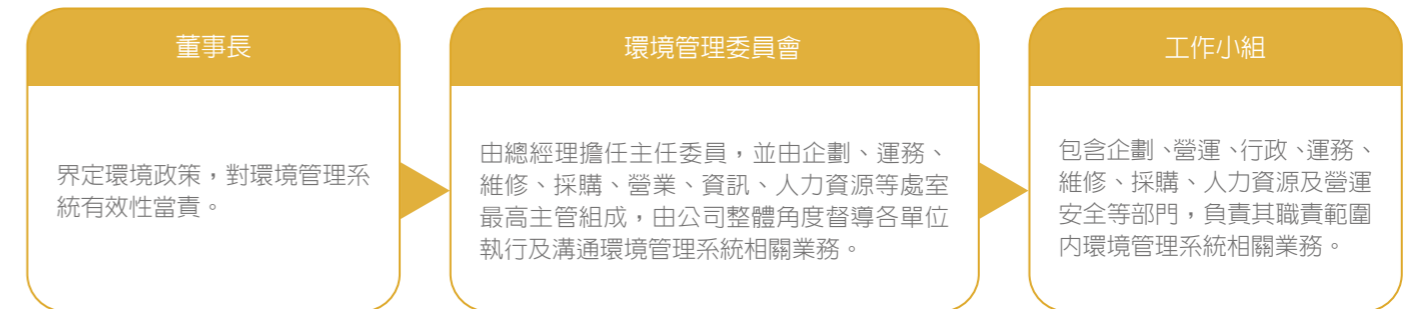 董事長
界定環境政策，對環境管理系
統有效性當責。
環境管理委員會
由總經理擔任主任委員，並由企劃、運務、
維修、採購、營業、資訊、人力資源等處室
最高主管組成，由公司整體角度督導各單位
執行及溝通環境管理系統相關業務。
工作小組
包含企劃、營運、行政、運務、
維修、採購、人力資源及營運
安全等部門，負責其職責範圍
內環境管理系統相關業務。